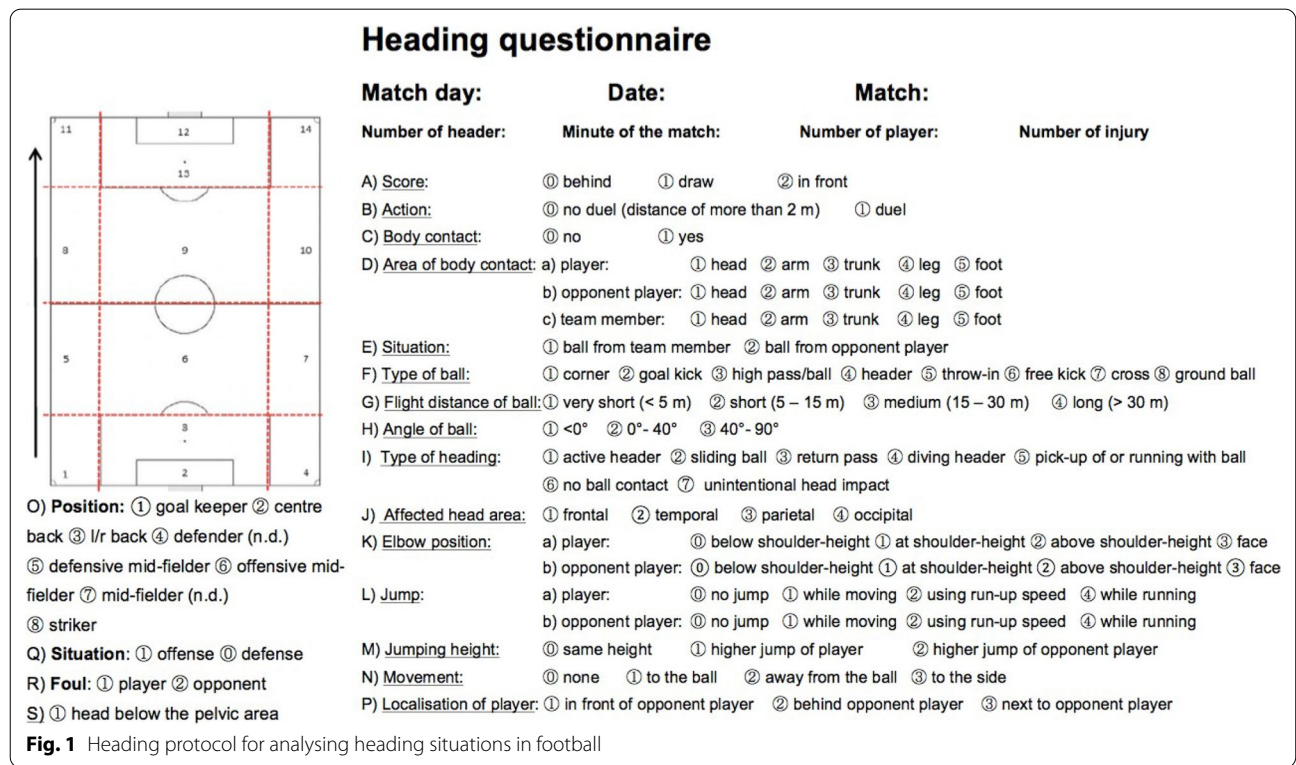 Heading questionnaire
Match day: Date: Match:
Number of header: Minute of the match: Number of player: Number of injury
A) Score: ⓪ behind ① draw ② in front
B) Action: ⓪ no duel (distance of more than 2 m) ① duel
C) Body contact: ⓪ no ① yes
D) Area of body contact: a) player: ① head ② arm ③ trunk ④ leg ⑤ foot
b) opponent player: ① head ② arm ③ trunk ④ leg ⑤ foot
c) team member: ① head ② arm ③ trunk ④ leg ⑤ foot
E) Situation: ① ball from team member ② ball from opponent player
F) Type of ball: ① corner ② goal kick ③ high pass/ball ④ header ⑤ throw-in ⑥ free kick ⑦ cross ⑧ ground ball
G) Flight distance of ball: ① very short (< 5 m) ② short (5 – 15 m) ③ medium (15 – 30 m) ④ long (> 30 m)
H) Angle of ball: ① <0° ② 0°- 40° ③ 40°- 90°
I) Type of heading: ① active header ② sliding ball ③ return pass ④ diving header ⑤ pick-up of or running with ball
⑥ no ball contact ⑦ unintentional head impact
J) Affected head area: ① frontal ② temporal ③ parietal ④ occipital
K) Elbow position: a) player: ⓪ below shoulder-height ① at shoulder-height ② above shoulder-height ③ face
b) opponent player: ⓪ below shoulder-height ① at shoulder-height ② above shoulder-height ③ face
L) Jump: a) player: ⓪ no jump ① while moving ② using run-up speed ④ while running
b) opponent player: ⓪ no jump ① while moving ② using run-up speed ④ while running
M) Jumping height: ⓪ same height ① higher jump of player ② higher jump of opponent player
N) Movement: ⓪ none ① to the ball ② away from the ball ③ to the side
P) Localisation of player: ① in front of opponent player ② behind opponent player ③ next to opponent player
11 12 14
13
8 9 10
5 6 7
3
1 2 4
O) Position: ① goal keeper ② centre
back ③ l/r back ④ defender (n.d.)
⑤ defensive mid-fielder ⑥ offensive mid-
fielder ⑦ mid-fielder (n.d.)
⑧ striker
Q) Situation: ① offense ⓪ defense
R) Foul: ① player ② opponent
S) ① head below the pelvic area
Fig. 1 Heading protocol for analysing heading situations in football